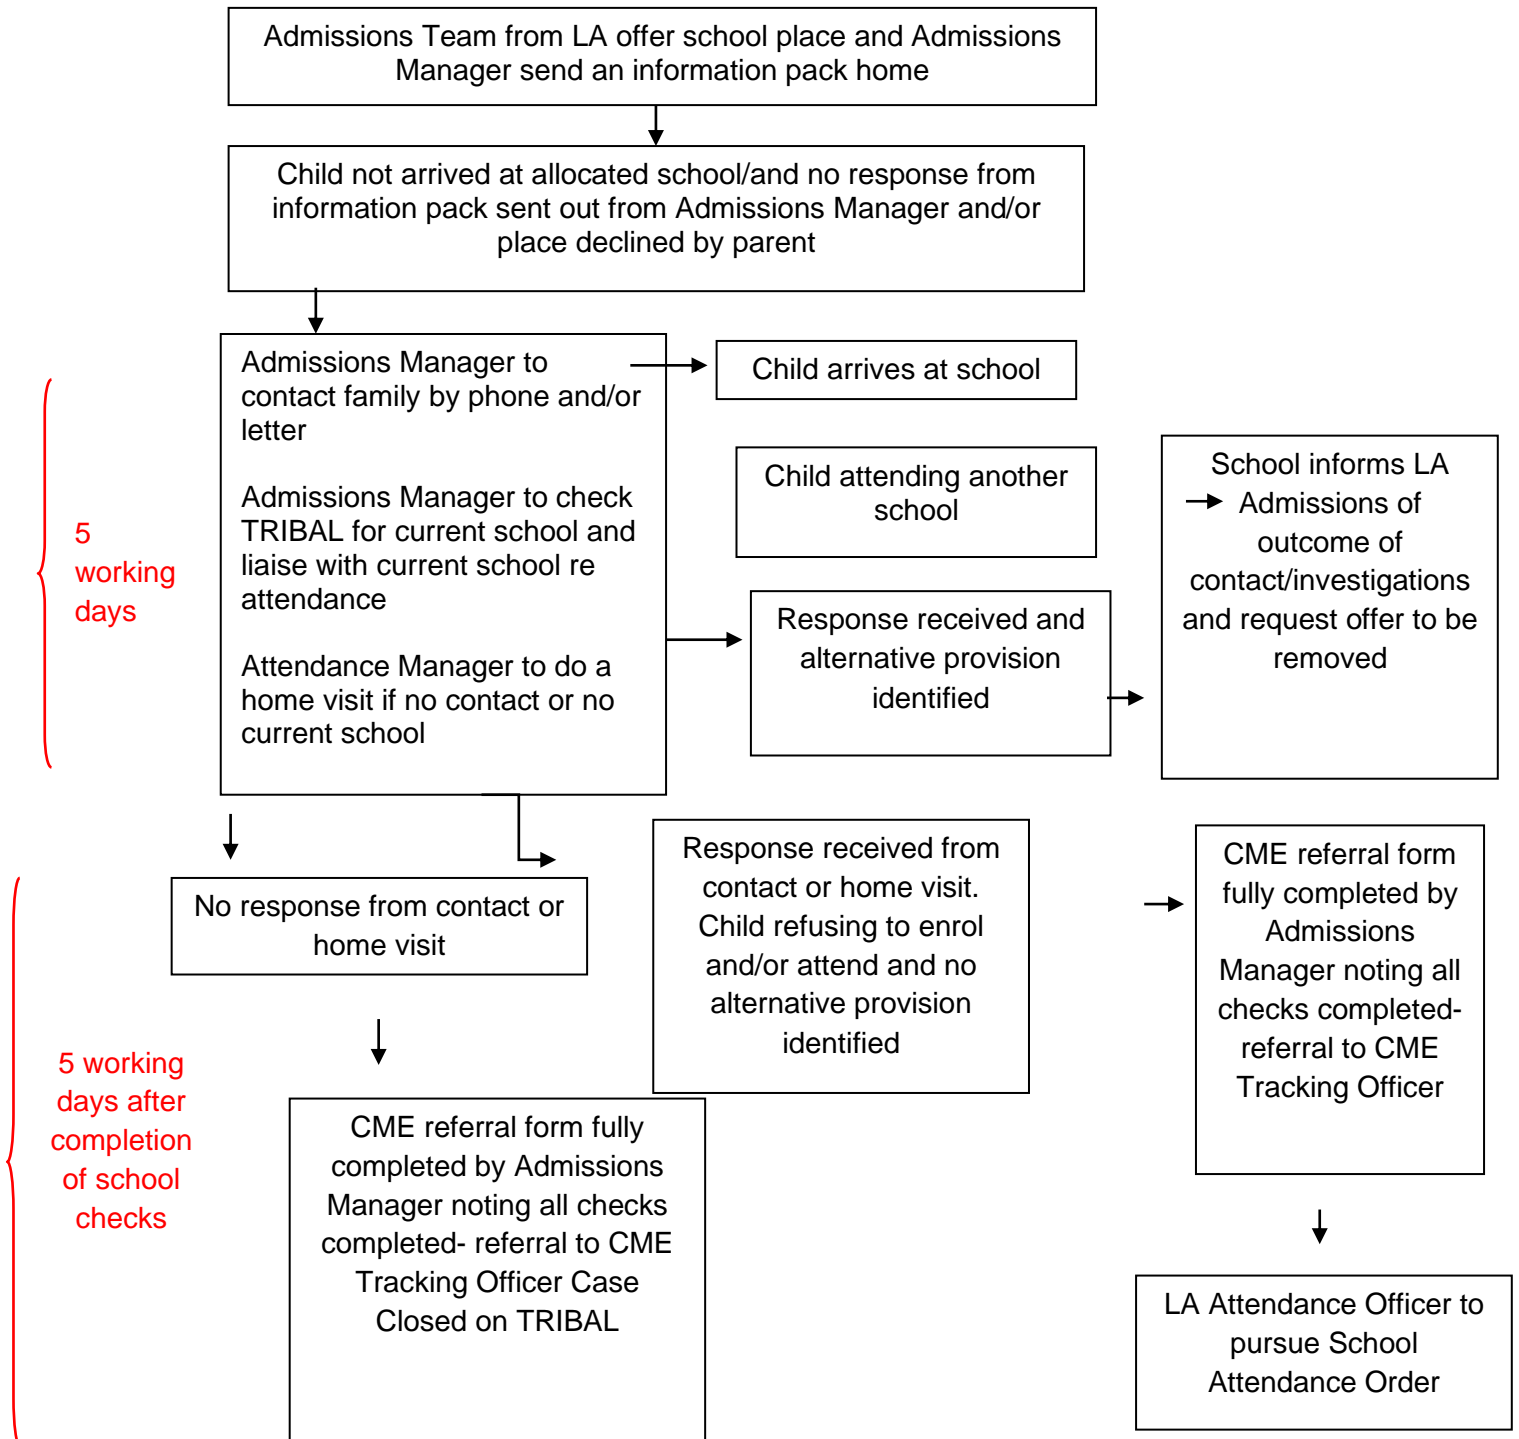 Admissions Team from LA offer school place and Admissions
Manager send an information pack home
Child not arrived at allocated school/and no response from
information pack sent out from Admissions Manager and/or
place declined by parent
5
working
days
Admissions Manager to
contact family by phone and/or
letter
Admissions Manager to check
TRIBAL for current school and
liaise with current school re
attendance
Attendance Manager to do a
home visit if no contact or no
current school
Child arrives at school
Child attending another
school
Response received and
alternative provision
identified
School informs LA
Admissions of
outcome of
contact/investigations
and request offer to be
removed
5 working
days after
completion
of school
checks
No response from contact or
home visit
Response received from
contact or home visit.
Child refusing to enrol
and/or attend and no
alternative provision
identified
CME referral form
fully completed by
Admissions
Manager noting all
checks completed-
referral to CME
Tracking Officer
CME referral form fully
completed by Admissions
Manager noting all checks
completed- referral to CME
Tracking Officer Case
Closed on TRIBAL
LA Attendance Officer to
pursue School
Attendance Order